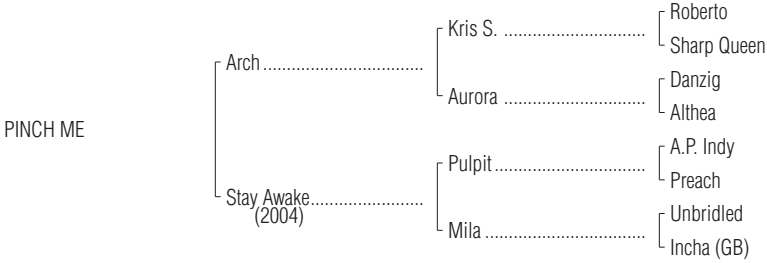 Roberto
Kris S. ....................................
Sharp Queen
Arch .................................
Danzig
Aurora ....................................
Althea
PINCH ME
A.P. Indy
Pulpit ......................................
Preach
Stay Awake.......................
(2004)
Unbridled
Mila ........................................
Incha (GB)